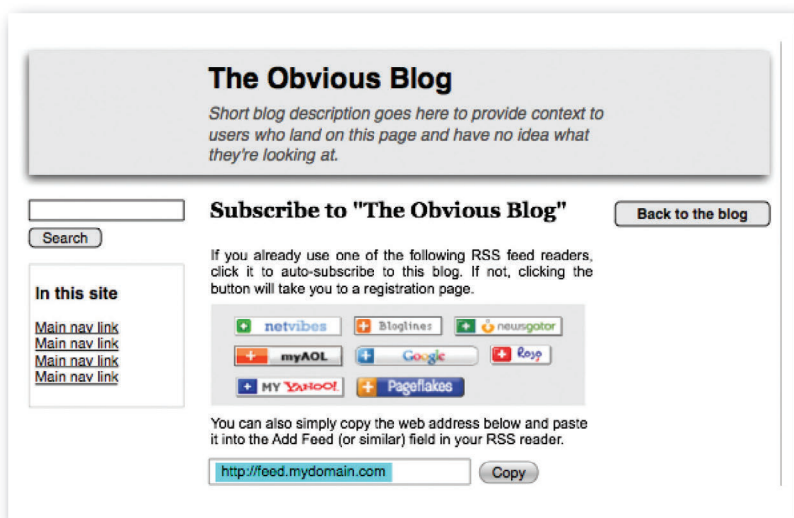 The Obvious Blog
Short blog description goes here to provide context to
users who land on this page and have no idea what
they're looking at.
Search
In this site
Main nav link
Main nav link
Main nav link
Main nav link
Subscribe to "The Obvious Blog"
If you already use one of the following RSS feed readers,
click it to auto-subscribe to this blog. If not, clicking the
button will take you to a registration page.
netvibes Bloglines newsgator
myAOL Google Rojo
MY YAHOO! Pageflakes
You can also simply copy the web address below and paste
it into the Add Feed (or similar) field in your RSS reader.
http://feed.mydomain.com Copy
Back to the blog